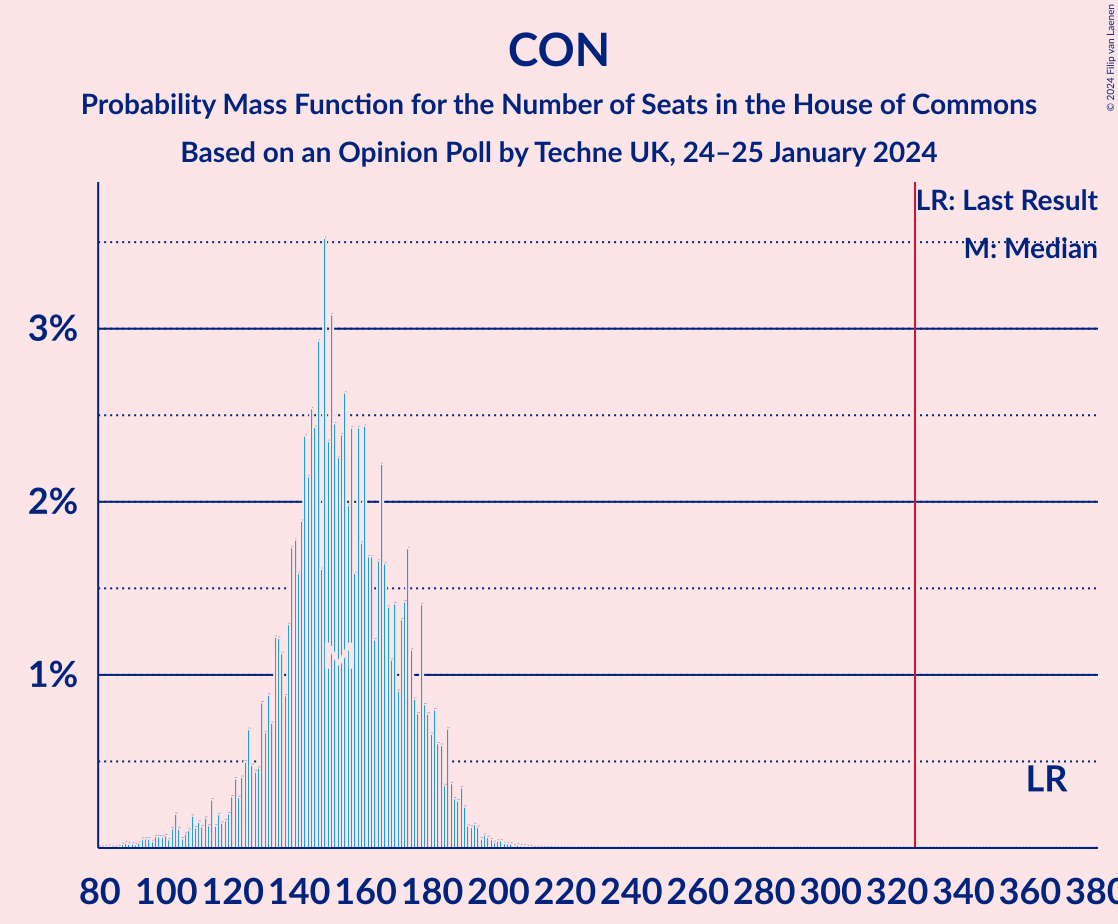 CON
Probability Mass Function for the Number of Seats in the House of Commons
Based on an Opinion Poll by Techne UK, 24–25 January 2024
© 2024 Filip van Laenen
LR: Last Result
M: Median
3%
2%
1%
M
LR
80 100 120 140 160 180 200 220 240 260 280 300 320 340 360 380